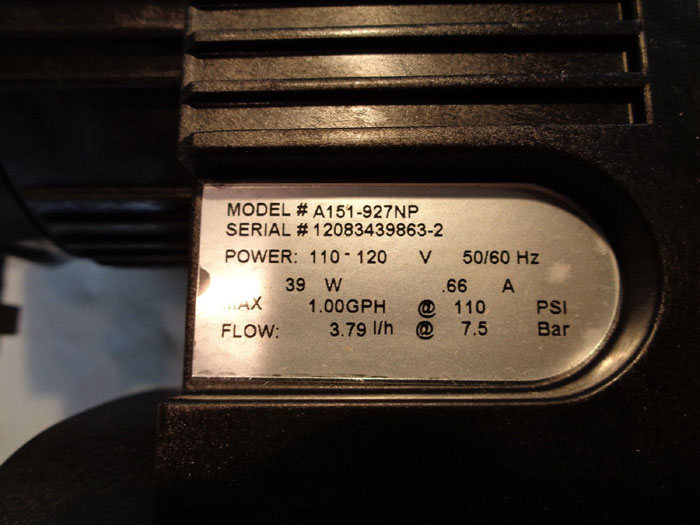 MODEL # A151-927NP
SERIAL # 12083439863-2
POWER: 110-120 V 50/60 Hz
39 W .66 A
MAX 1.00GPH @ 110 PSI
FLOW: 3.79 l/h @ 7.5 Bar